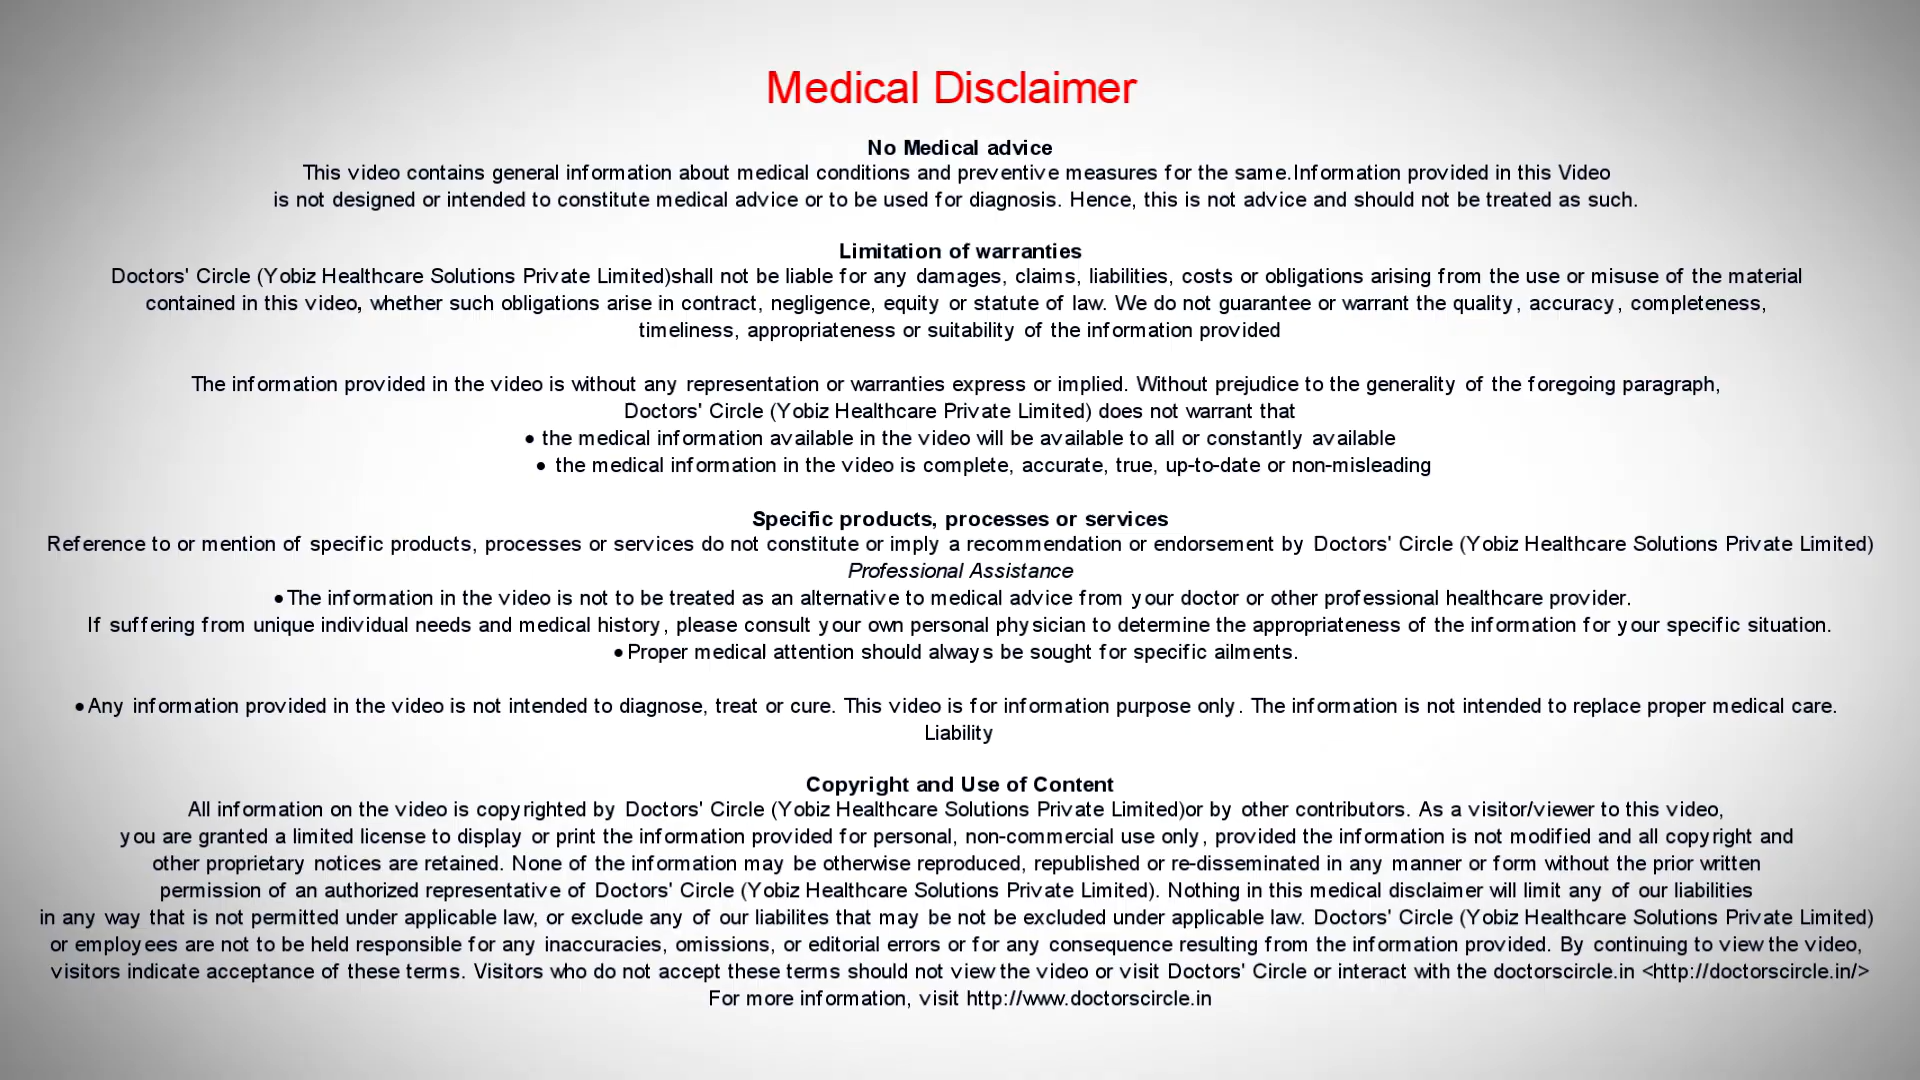 Medical Disclaimer
No Medical advice
This video contains general information about medical conditions and preventive measures for the same.Information provided in this Video
is not designed or intended to constitute medical advice or to be used for diagnosis. Hence, this is not advice and should not be treated as such.
Limitation of warranties
Doctors' Circle (Yobiz Healthcare Solutions Private Limited)shall not be liable for any damages, claims, liabilities, costs or obligations arising from the use or misuse of the material
contained in this video, whether such obligations arise in contract, negligence, equity or statute of law. We do not guarantee or warrant the quality, accuracy, completeness,
timeliness, appropriateness or suitability of the information provided
The information provided in the video is without any representation or warranties express or implied. Without prejudice to the generality of the foregoing paragraph,
Doctors' Circle (Yobiz Healthcare Private Limited) does not warrant that
• the medical information available in the video will be available to all or constantly available
• the medical information in the video is complete, accurate, true, up-to-date or non-misleading
Specific products, processes or services
Reference to or mention of specific products, processes or services do not constitute or imply a recommendation or endorsement by Doctors' Circle (Yobiz Healthcare Solutions Private Limited)
Professional Assistance
•The information in the video is not to be treated as an alternative to medical advice from your doctor or other professional healthcare provider.
If suffering from unique individual needs and medical history, please consult your own personal physician to determine the appropriateness of the information for your specific situation.
•Proper medical attention should always be sought for specific ailments.
•Any information provided in the video is not intended to diagnose, treat or cure. This video is for information purpose only. The information is not intended to replace proper medical care.
Liability
Copyright and Use of Content
All information on the video is copyrighted by Doctors' Circle (Yobiz Healthcare Solutions Private Limited)or by other contributors. As a visitor/viewer to this video,
you are granted a limited license to display or print the information provided for personal, non-commercial use only, provided the information is not modified and all copyright and
other proprietary notices are retained. None of the information may be otherwise reproduced, republished or re-disseminated in any manner or form without the prior written
permission of an authorized representative of Doctors' Circle (Yobiz Healthcare Solutions Private Limited). Nothing in this medical disclaimer will limit any of our liabilities
in any way that is not permitted under applicable law, or exclude any of our liabilites that may be not be excluded under applicable law. Doctors' Circle (Yobiz Healthcare Solutions Private Limited)
or employees are not to be held responsible for any inaccuracies, omissions, or editorial errors or for any consequence resulting from the information provided. By continuing to view the video,
visitors indicate acceptance of these terms. Visitors who do not accept these terms should not view the video or visit Doctors' Circle or interact with the doctorscircle.in <http://doctorscircle.in/>
For more information, visit http://www.doctorscircle.in